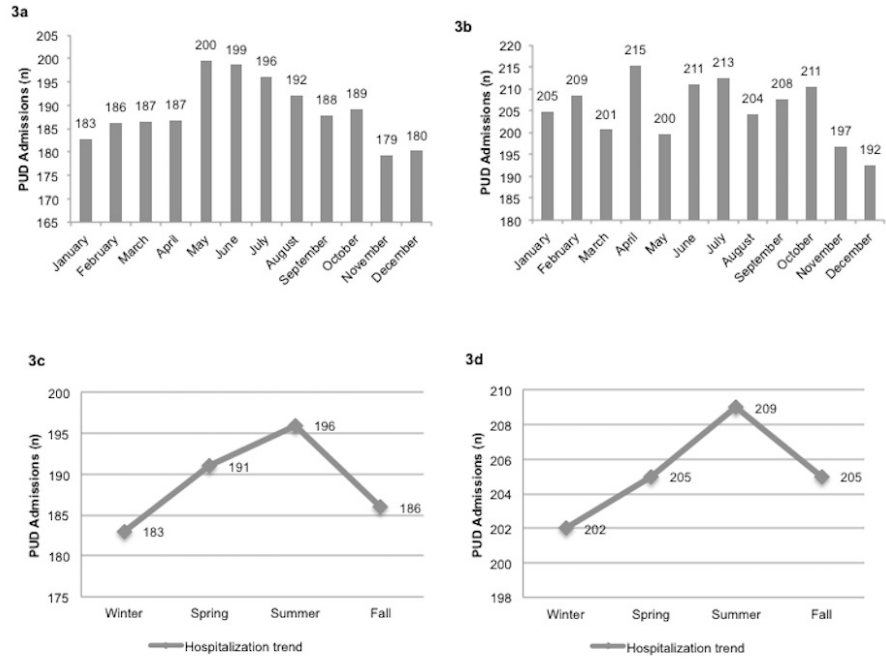 3a
PUD Admissions (n)
205
200
195
190
185
180
175
170
165
183
186
187
187
200
199
196
192
188
189
179
180
January
February
March
April
May
June
July
August
September
October
November
December
3b
PUD Admissions (n)
220
215
210
205
200
195
190
185
180
205
209
201
215
200
211
213
204
208
211
197
192
January
February
March
April
May
June
July
August
September
October
November
December
3c
PUD Admissions (n)
200
195
190
185
180
175
183
191
196
186
Winter
Spring
Summer
Fall
Hospitalization trend
3d
PUD Admissions (n)
210
208
206
204
202
200
198
202
205
209
205
Winter
Spring
Summer
Fall
Hospitalization trend